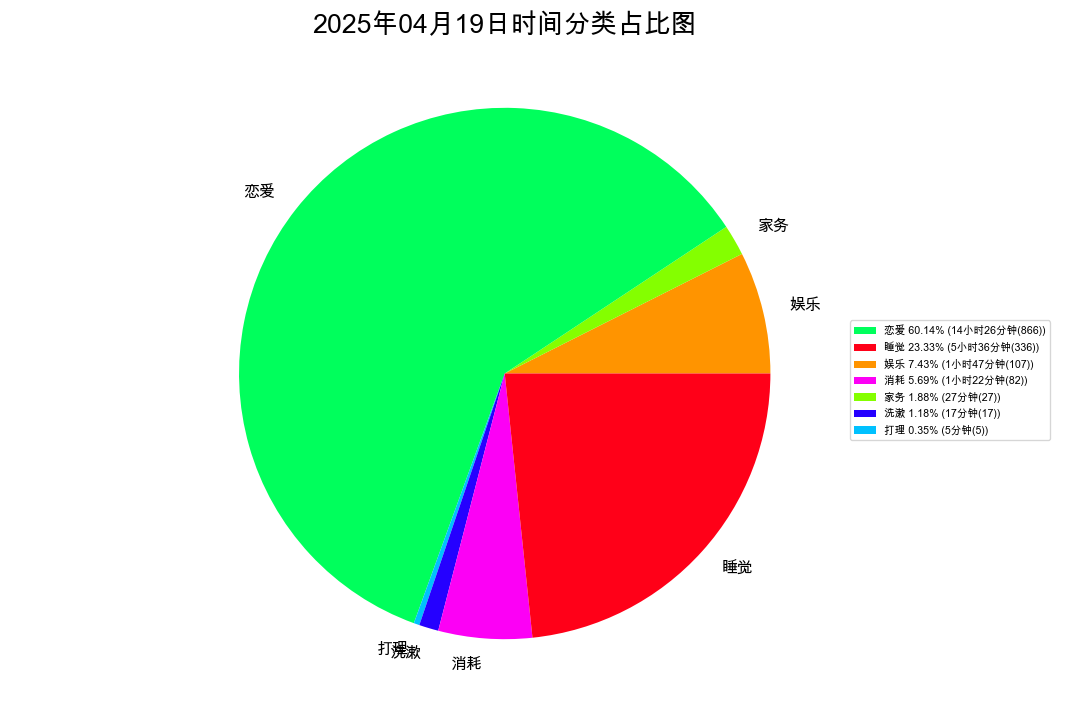 2025年04月19日时间分类占比图
恋爱
家务
娱乐
恋爱 60.14% (14小时26分钟(866))
睡觉 23.33% (5小时36分钟(336))
娱乐 7.43% (1小时47分钟(107))
消耗 5.69% (1小时22分钟(82))
家务 1.88% (27分钟(27))
洗漱 1.18% (17分钟(17))
打理 0.35% (5分钟(5))
睡觉
打理
洗漱
消耗